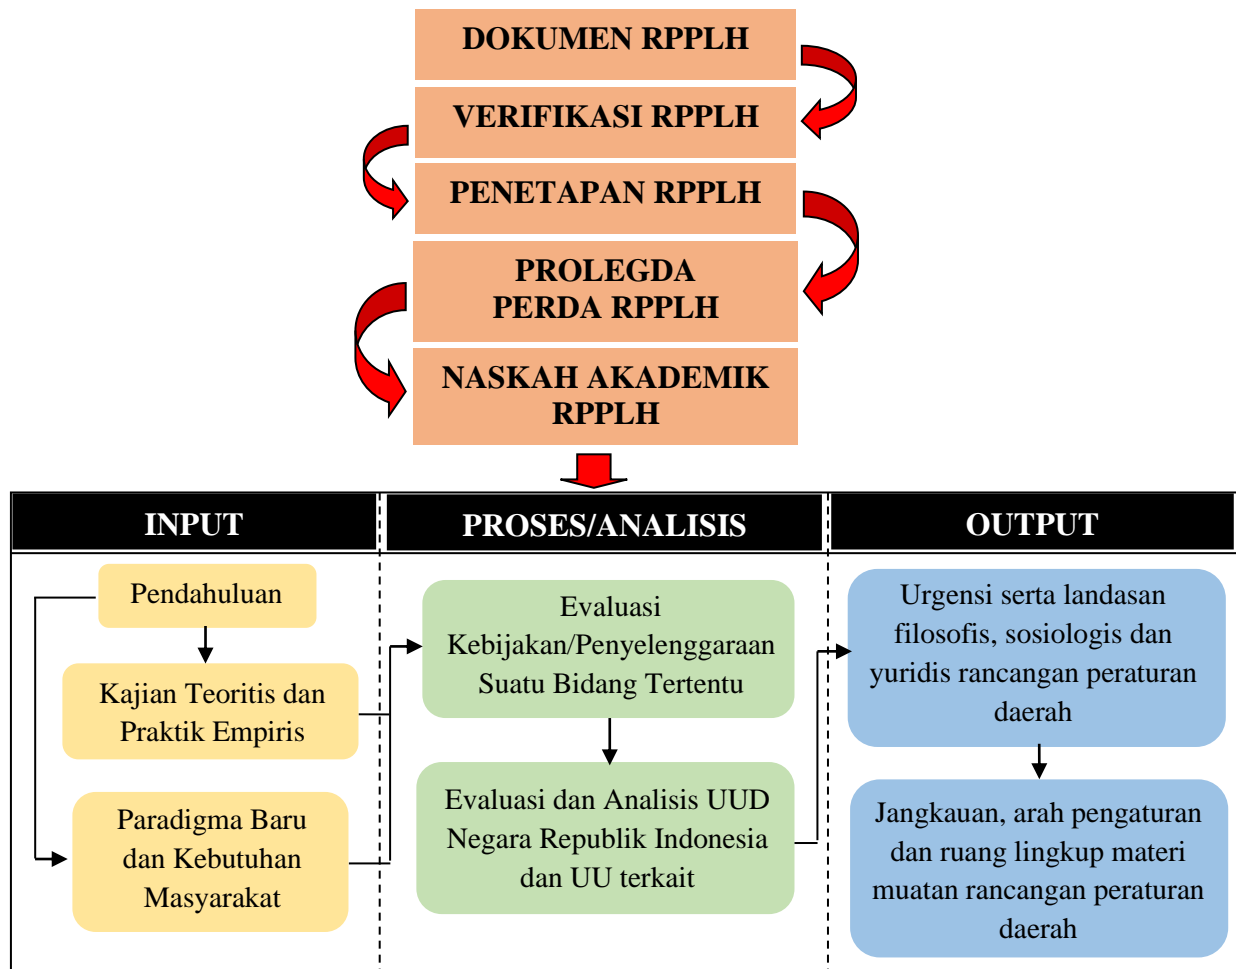 DOKUMEN RPPLH
VERIFIKASI RPPLH
PENETAPAN RPPLH
PROLEGDA
PERDA RPPLH
NASKAH AKADEMIK
RPPLH
INPUT
PROSES/ANALISIS
OUTPUT
Pendahuluan
Kajian Teoritis dan
Praktik Empiris
Paradigma Baru
dan Kebutuhan
Masyarakat
Evaluasi
Kebijakan/Penyelenggaraan
Suatu Bidang Tertentu
Evaluasi dan Analisis UUD
Negara Republik Indonesia
dan UU terkait
Urgensi serta landasan
filosofis, sosiologis dan
yuridis rancangan peraturan
daerah
Jangkauan, arah pengaturan
dan ruang lingkup materi
muatan rancangan peraturan
daerah